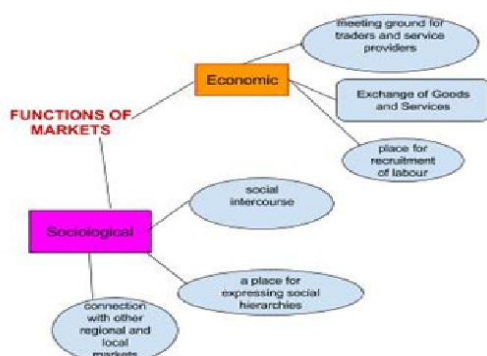 meeting ground for
traders and service
providers
Economic
Exchange of Goods
and Services
FUNCTIONS OF
MARKETS
place for
recruitment
of labour
social
intercourse
Sociological
a place for
expressing social
hierarchies
connection
with other
regional and
local
markets